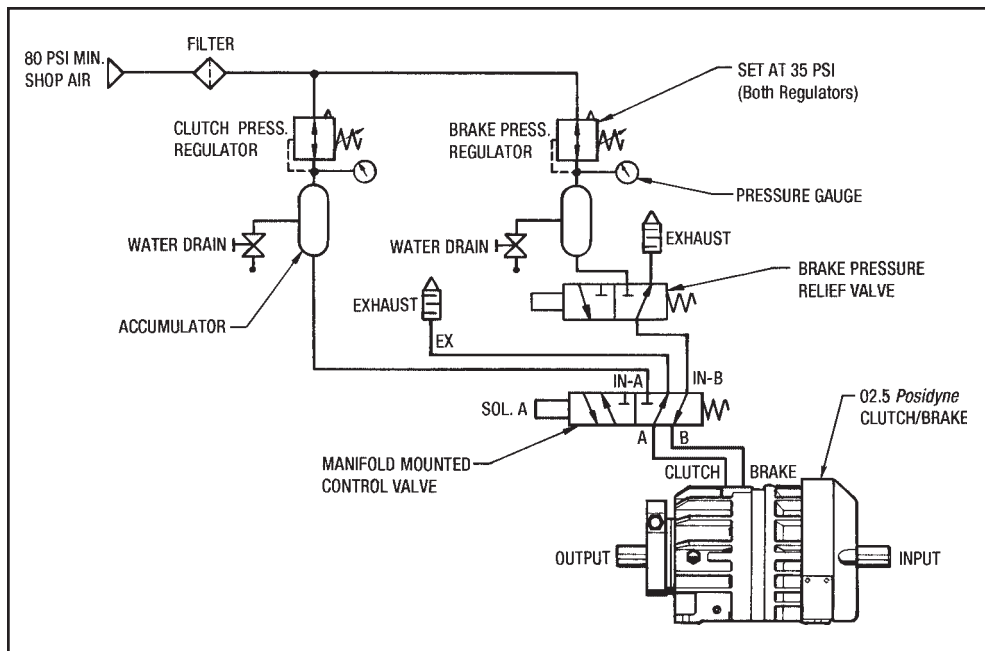 FILTER
80 PSI MIN.
SHOP AIR
SET AT 35 PSI
(Both Regulators)
CLUTCH PRESS.
REGULATOR
BRAKE PRESS.
REGULATOR
PRESSURE GAUGE
WATER DRAIN
WATER DRAIN
EXHAUST
BRAKE PRESSURE
RELIEF VALVE
EXHAUST
ACCUMULATOR
EX
IN-A
IN-B
SOL. A
02.5 Posidyne
CLUTCH/BRAKE
A
B
MANIFOLD MOUNTED
CONTROL VALVE
CLUTCH
BRAKE
OUTPUT
INPUT